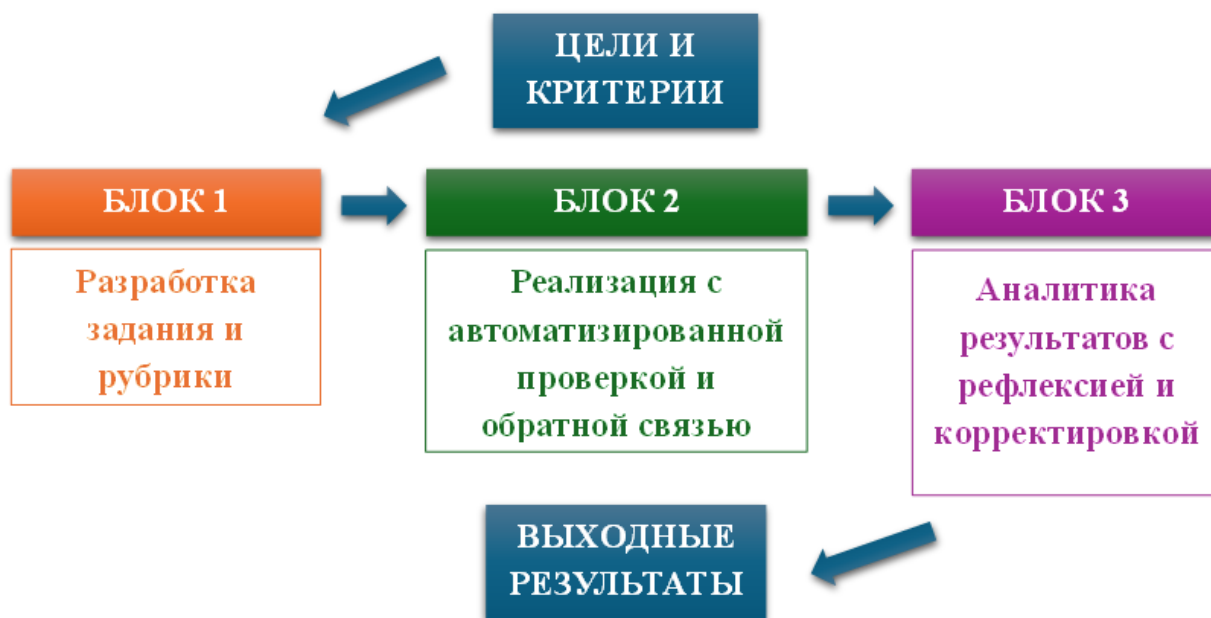 ЦЕЛИ И
КРИТЕРИИ
БЛОК 1
БЛОК 2
БЛОК 3
Разработка
задания и
рубрики
Реализация с
автоматизированной
проверкой и
обратной связью
Аналитика
результатов с
рефлексией и
корректировкой
ВЫХОДНЫЕ
РЕЗУЛЬТАТЫ